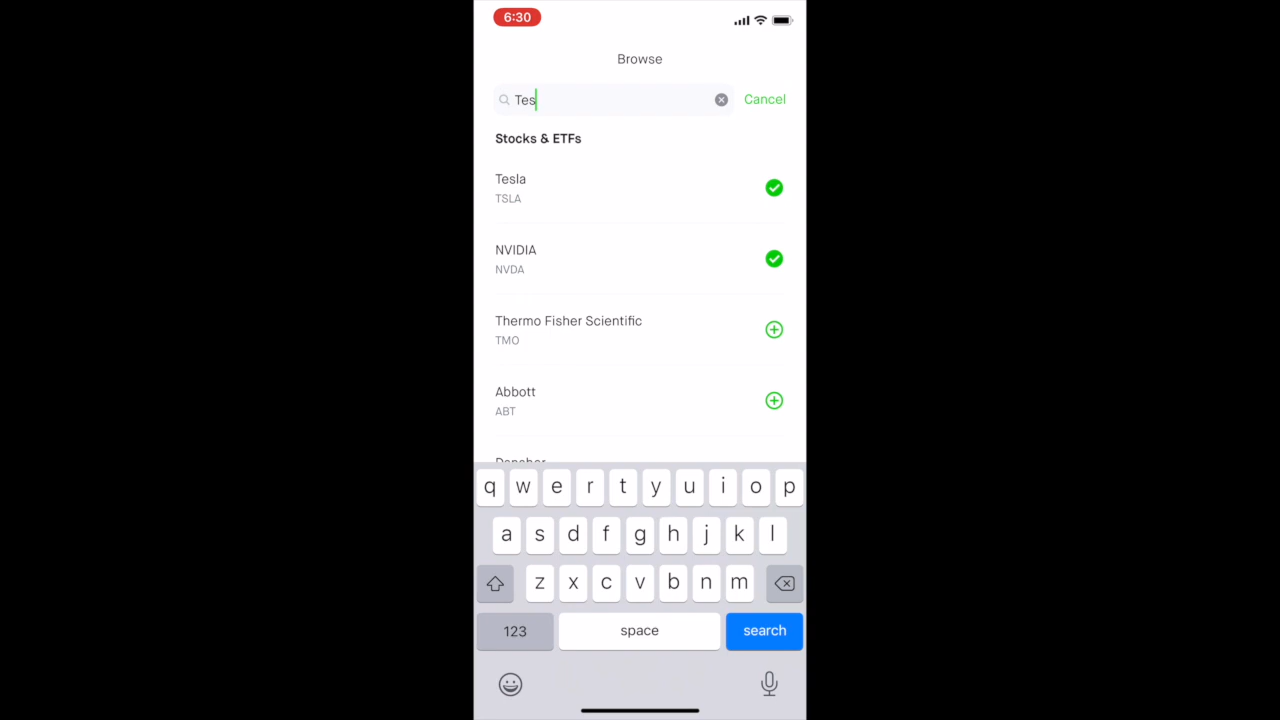 6:30
Browse
Tes
Cancel
Stocks & ETFs
Tesla
TSLA
NVIDIA
NVDA
Thermo Fisher Scientific
TMO
Abbott
ABT
q w e r t y u i o p
a s d f g h j k l
z x c v b n m
123 space search